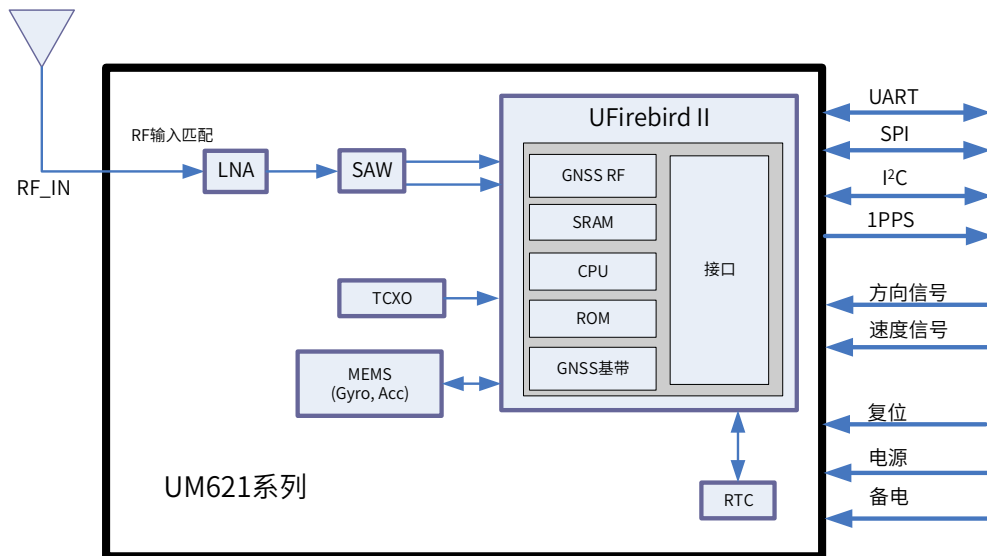 UFirebird II
UART
RF输入匹配
SPI
LNA
SAW
GNSS RF
I²C
RF_IN
1PPS
SRAM
接口
CPU
TCXO
方向信号
ROM
速度信号
GNSS基带
MEMS
(Gyro, Acc)
复位
电源
UM621系列
RTC
备电